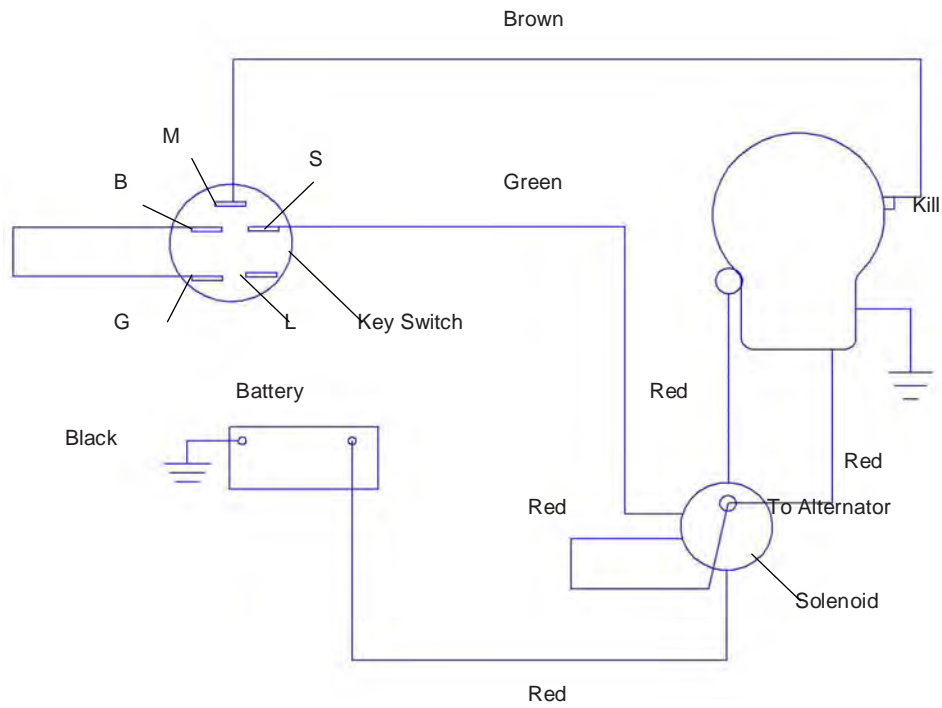 Brown
M
S
B
Green
Kill
G
L
Key Switch
Battery
Red
Black
Red
Red
To Alternator
Solenoid
Red